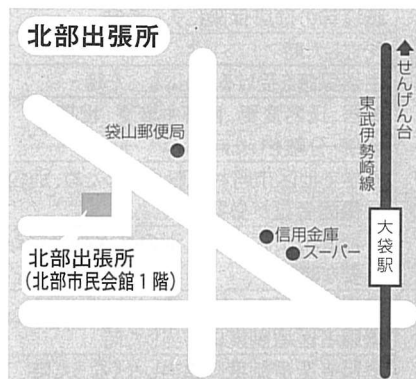 北部出張所
せんげん台
東武伊勢崎線
袋山郵便局
大袋駅
信用金庫
スーパー
北部出張所
(北部市民会館1階)